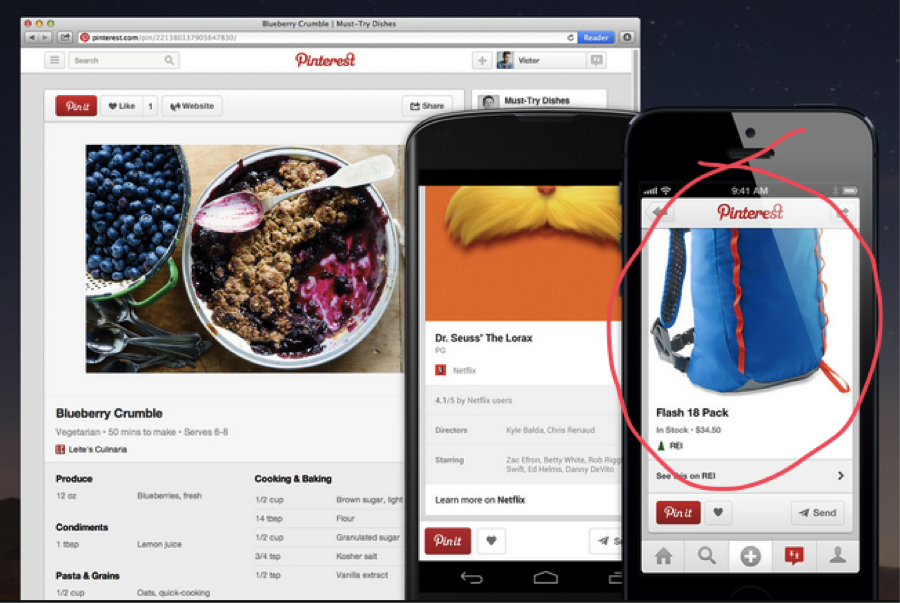 Blueberry Crumble | Must-Try Dishes
pinterest.com/pin/221380137905647830/
Reader
Search
Pinterest
Victor
Pin it
Like 1
Website
Share
Must-Try Dishes
Blueberry Crumble
Vegetarian • 50 mins to make • Serves 6-8
Leite's Culinaria
Produce
12 oz Blueberries, fresh
Condiments
1 tbsp Lemon juice
Pasta & Grains
1/2 cup Oats, quick-cooking
Cooking & Baking
1/2 cup Brown sugar, light
14 tbsp Flour
1/2 cup Granulated sugar
3/4 tsp Kosher salt
1/2 tsp Vanilla extract
Dr. Seuss' The Lorax
PG
Netflix
4.1/5 by Netflix users
Directors Kyle Balda, Chris Renaud
Starring Zac Efron, Betty White, Rob Rigg
Swift, Ed Helms, Danny DeVito
Learn more on Netflix
Pin it
9:41 AM
Pinterest
Flash 18 Pack
In Stock • $34.50
REI
See this on REI
Pin it
Send